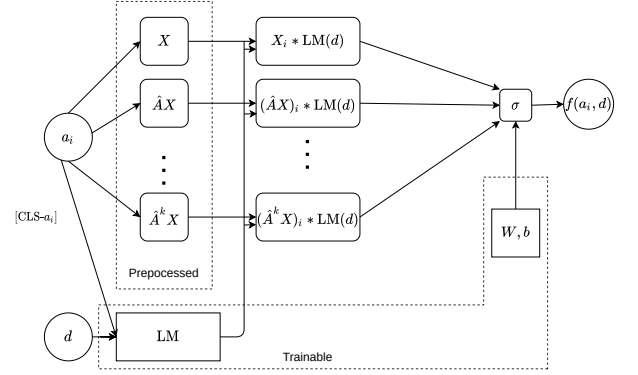 X
X_i * LM(d)
ÂX
(ÂX)_i * LM(d)
σ
f(a_i, d)
a_i
⋮
⋮
Â^k X
(Â^k X)_i * LM(d)
[CLS-a_i]
W, b
Prepocessed
d
LM
Trainable